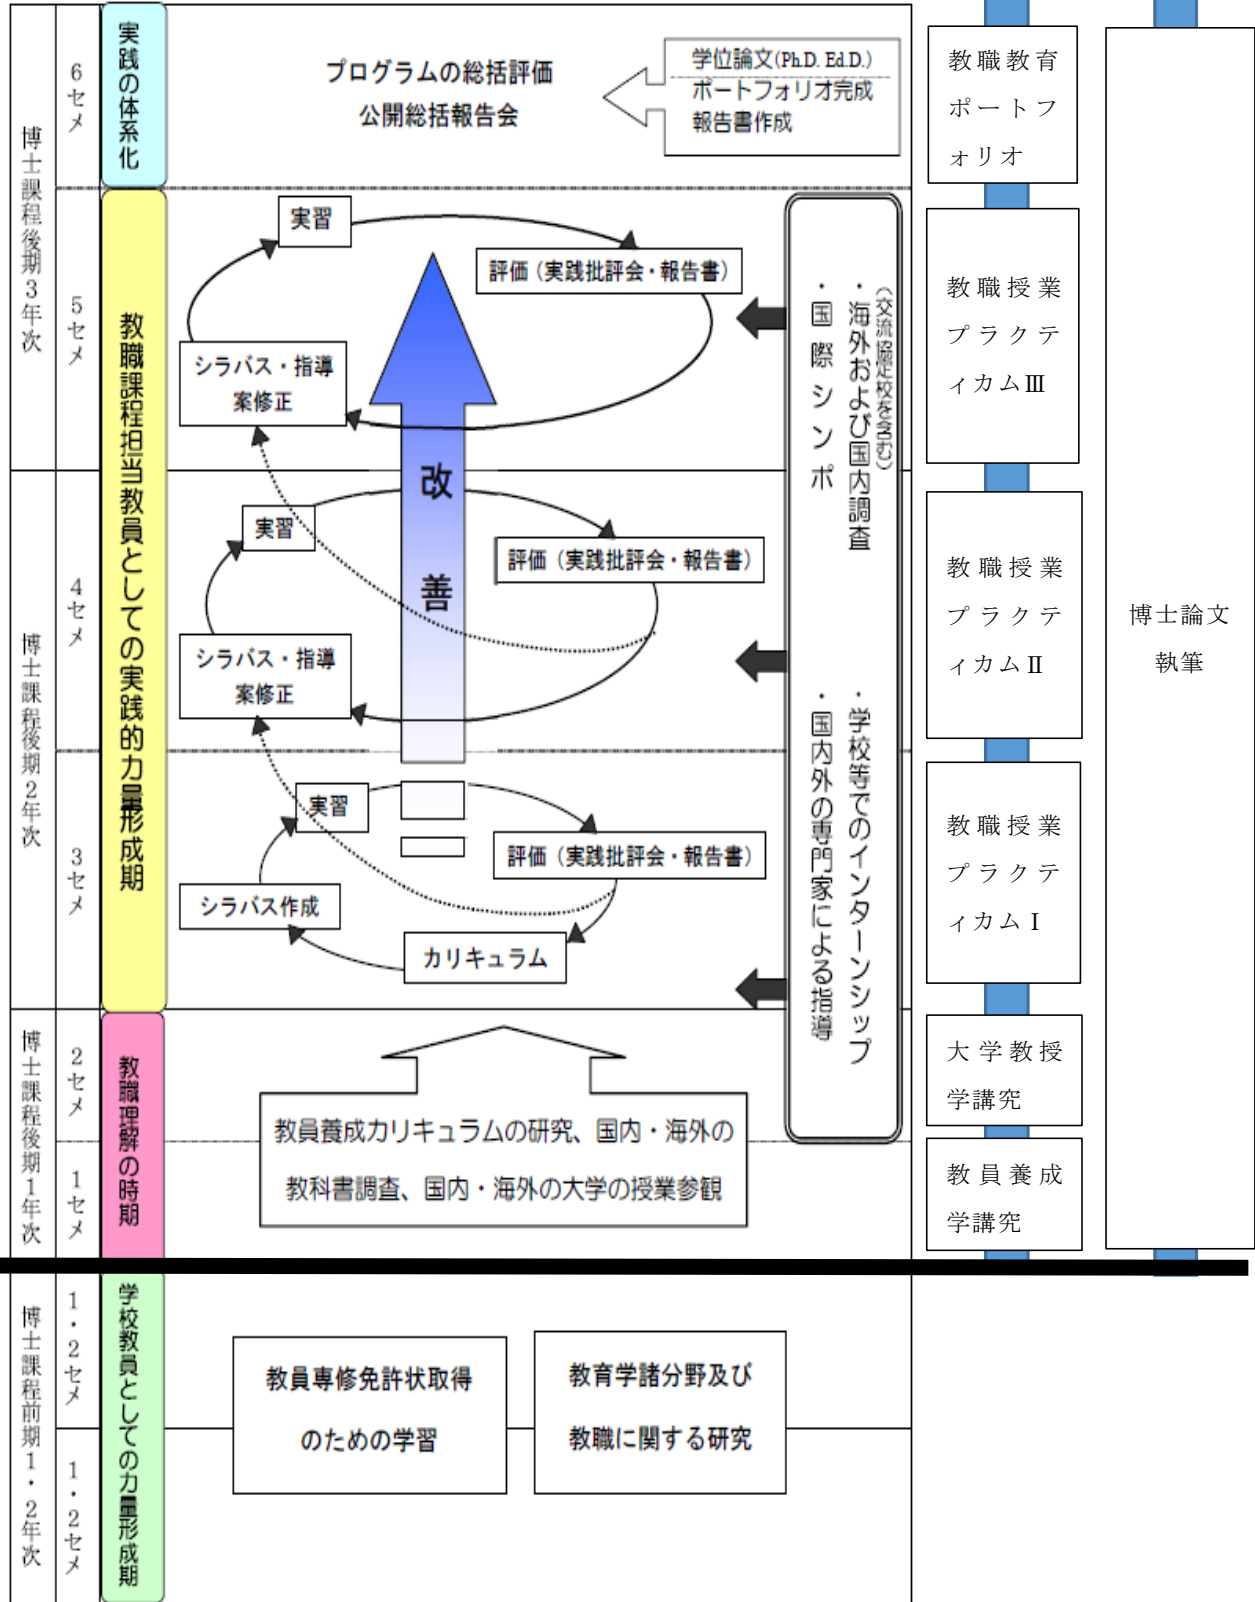 博士課程後期3年次
6セメ
実践の体系化
プログラムの総括評価
公開総括報告会
学位論文(Ph.D. Ed.D.)
ポートフォリオ完成
報告書作成
教職教育
ポートフ
ォリオ
5セメ
教職課程担当教員としての実践的力量形成期
実習
評価（実践批評会・報告書）
シラバス・指導
案修正
改善
（交流協定校を含む）
・海外および国内調査
・国際シンポ
・学校等でのインターンシップ
・国内外の専門家による指導
教職授業
プラクテ
ィカムⅢ
博士課程後期2年次
4セメ
実習
評価（実践批評会・報告書）
シラバス・指導
案修正
教職授業
プラクテ
ィカムⅡ
博士論文
執筆
3セメ
実習
評価（実践批評会・報告書）
シラバス作成
カリキュラム
教職授業
プラクテ
ィカムⅠ
博士課程後期1年次
2セメ
1セメ
教職理解の時期
教員養成カリキュラムの研究、国内・海外の
教科書調査、国内・海外の大学の授業参観
大学教授
学講究
教員養成
学講究
博士課程前期1・2年次
1・2セメ
1・2セメ
学校教員としての力量形成期
教員専修免許状取得
のための学習
教育学諸分野及び
教職に関する研究